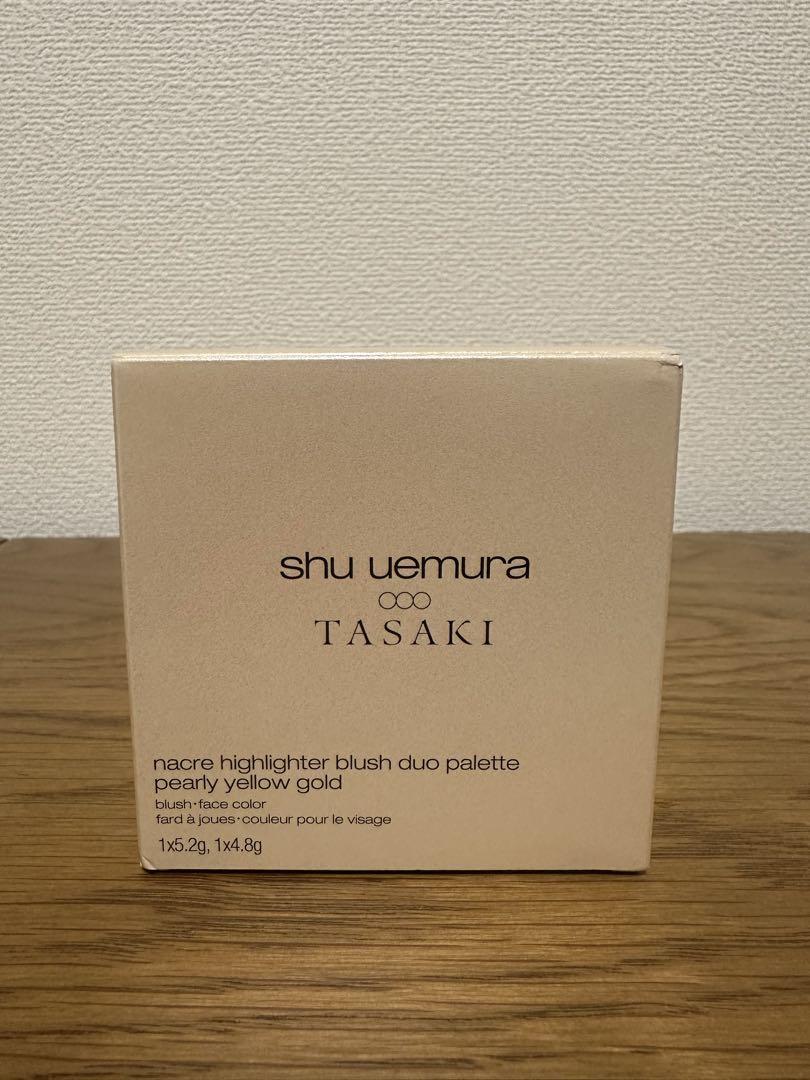 shu uemura
TASAKI
nacre highlighter blush duo palette
pearly yellow gold
blush･face color
fard à joues･couleur pour le visage
1x5.2g, 1x4.8g